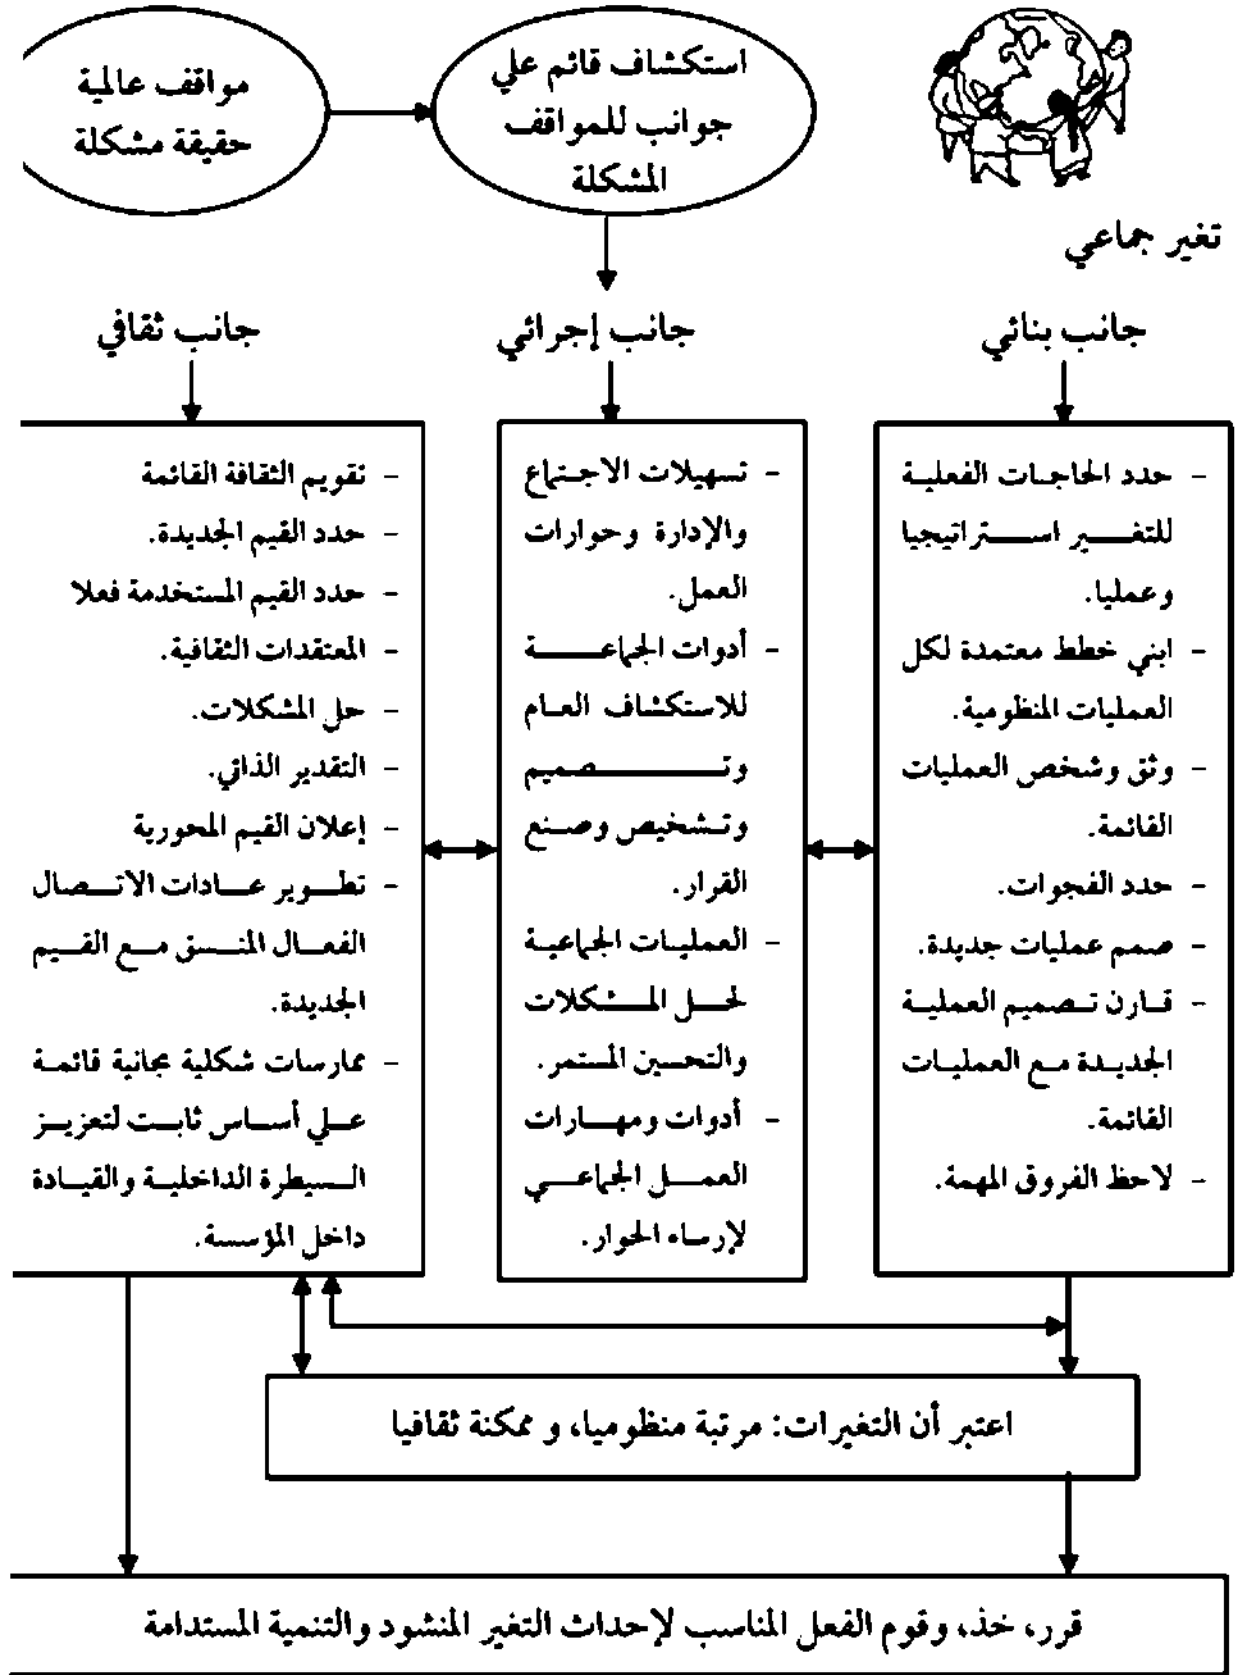 مواقف عالمية
حقيقة مشكلة
استكشاف قائم علي
جوانب للمواقف
المشكلة
تغير جماعي
جانب بنائي
جانب إجرائي
جانب ثقافي
- حدد الحاجات الفعلية
للتغير استراتيجيا
وعمليا.
- ابني خطط معتمدة لكل
العمليات المنظومية.
- وثق وشخص العمليات
القائمة.
- حدد الفجوات.
- صمم عمليات جديدة.
- قارن تصميم العملية
الجديدة مع العمليات
القائمة.
- لاحظ الفروق المهمة.
- تسهيلات الاجتماع
والإدارة وحوارات
العمل.
- أدوات الجماعة
للاستكشاف العام
وتصميم
وتشخيص وصنع
القرار.
- العمليات الجماعية
لحل المشكلات
والتحسين المستمر.
- أدوات ومهارات
العمل الجماعي
لإرساء الحوار.
- تقويم الثقافة القائمة
- حدد القيم الجديدة.
- حدد القيم المستخدمة فعلا
- المعتقدات الثقافية.
- حل المشكلات.
- التقدير الذاتي.
- إعلان القيم المحورية
- تطوير عادات الاتصال
الفعال المنسق مع القيم
الجديدة.
- ممارسات شكلية مجانية قائمة
علي أساس ثابت لتعزيز
السيطرة الداخلية والقيادة
داخل المؤسسة.
اعتبر أن التغيرات: مرتبة منظوميا، و ممكنة ثقافيا
قرر، خذ، وقوم الفعل المناسب لإحداث التغير المنشود والتنمية المستدامة